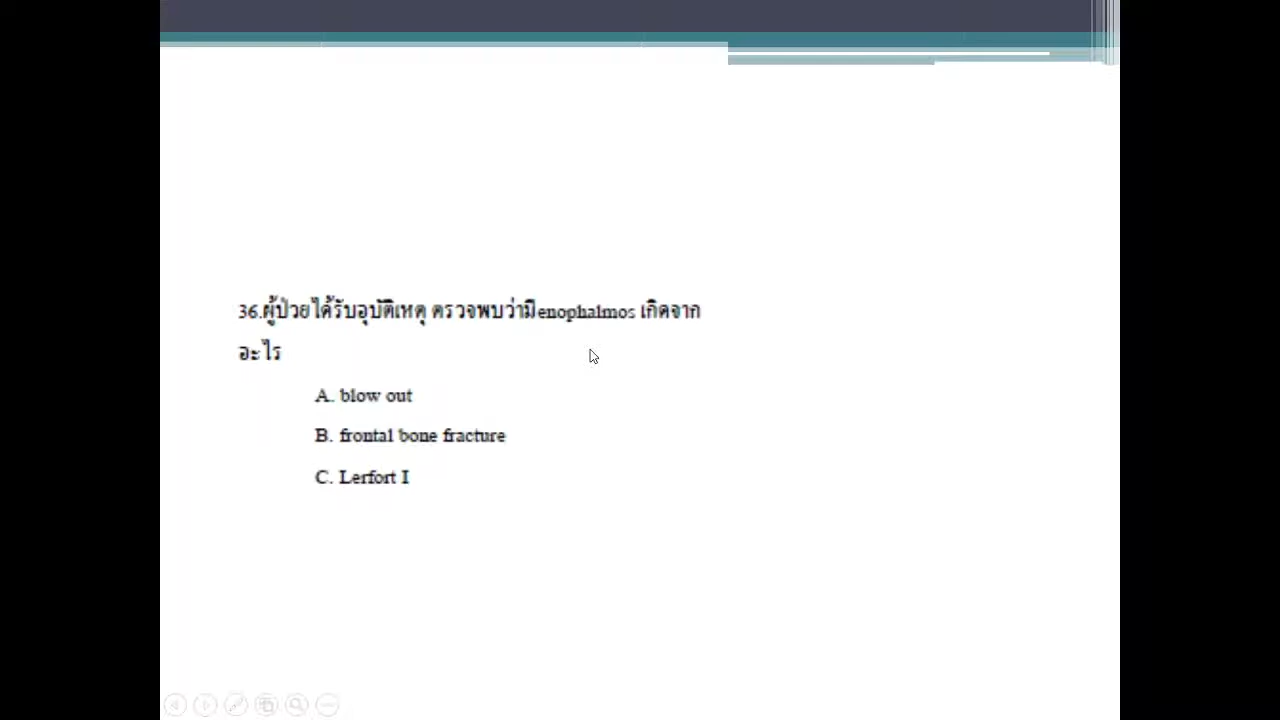 36.ผู้ป่วยได้รับอุบัติเหตุ ตรวจพบว่ามีenophalmos เกิดจาก
อะไร
A. blow out
B. frontal bone fracture
C. Lerfort I